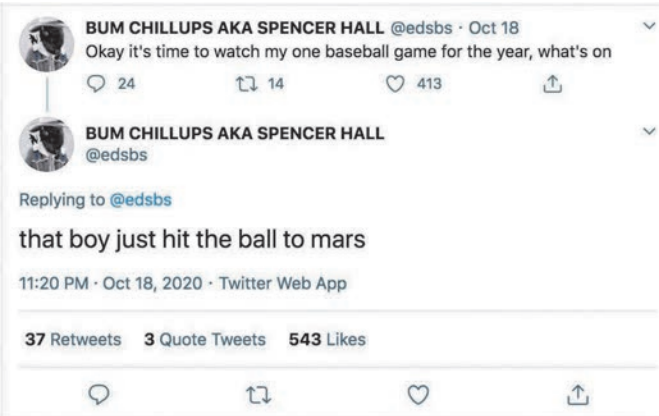 BUM CHILLUPS AKA SPENCER HALL @edsbs · Oct 18
Okay it's time to watch my one baseball game for the year, what's on
24 14 413
BUM CHILLUPS AKA SPENCER HALL
@edsbs
Replying to @edsbs
that boy just hit the ball to mars
11:20 PM · Oct 18, 2020 · Twitter Web App
37 Retweets 3 Quote Tweets 543 Likes